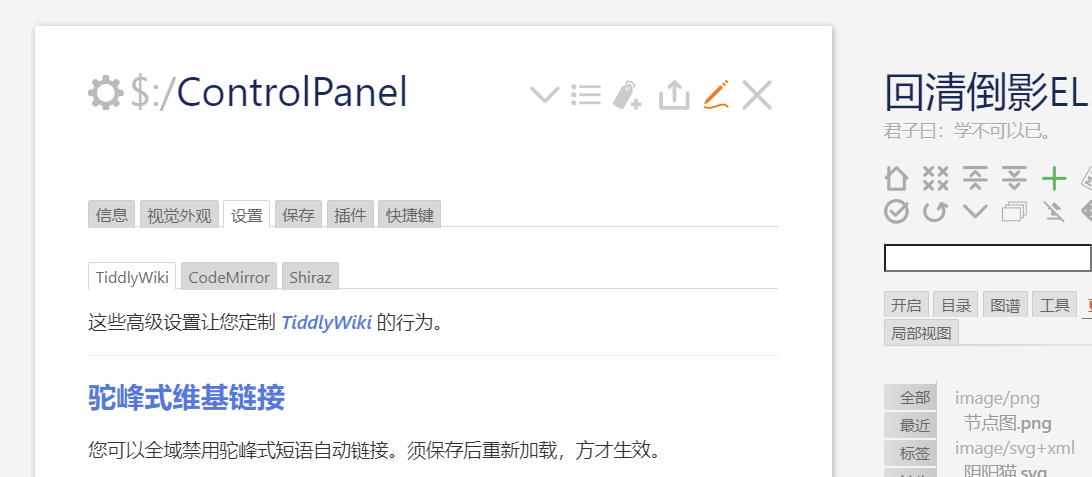 $:/ControlPanel
信息 视觉外观 设置 保存 插件 快捷键
TiddlyWiki CodeMirror Shiraz
这些高级设置让您定制 TiddlyWiki 的行为。
驼峰式维基链接
您可以全域禁用驼峰式短语自动链接。须保存后重新加载，方才生效。
回清倒影EL
君子曰：学不可以已。
开启 目录 图谱 工具
局部视图
全部
最近
标签
image/png
节点图.png
image/svg+xml
阴阳猫.svg